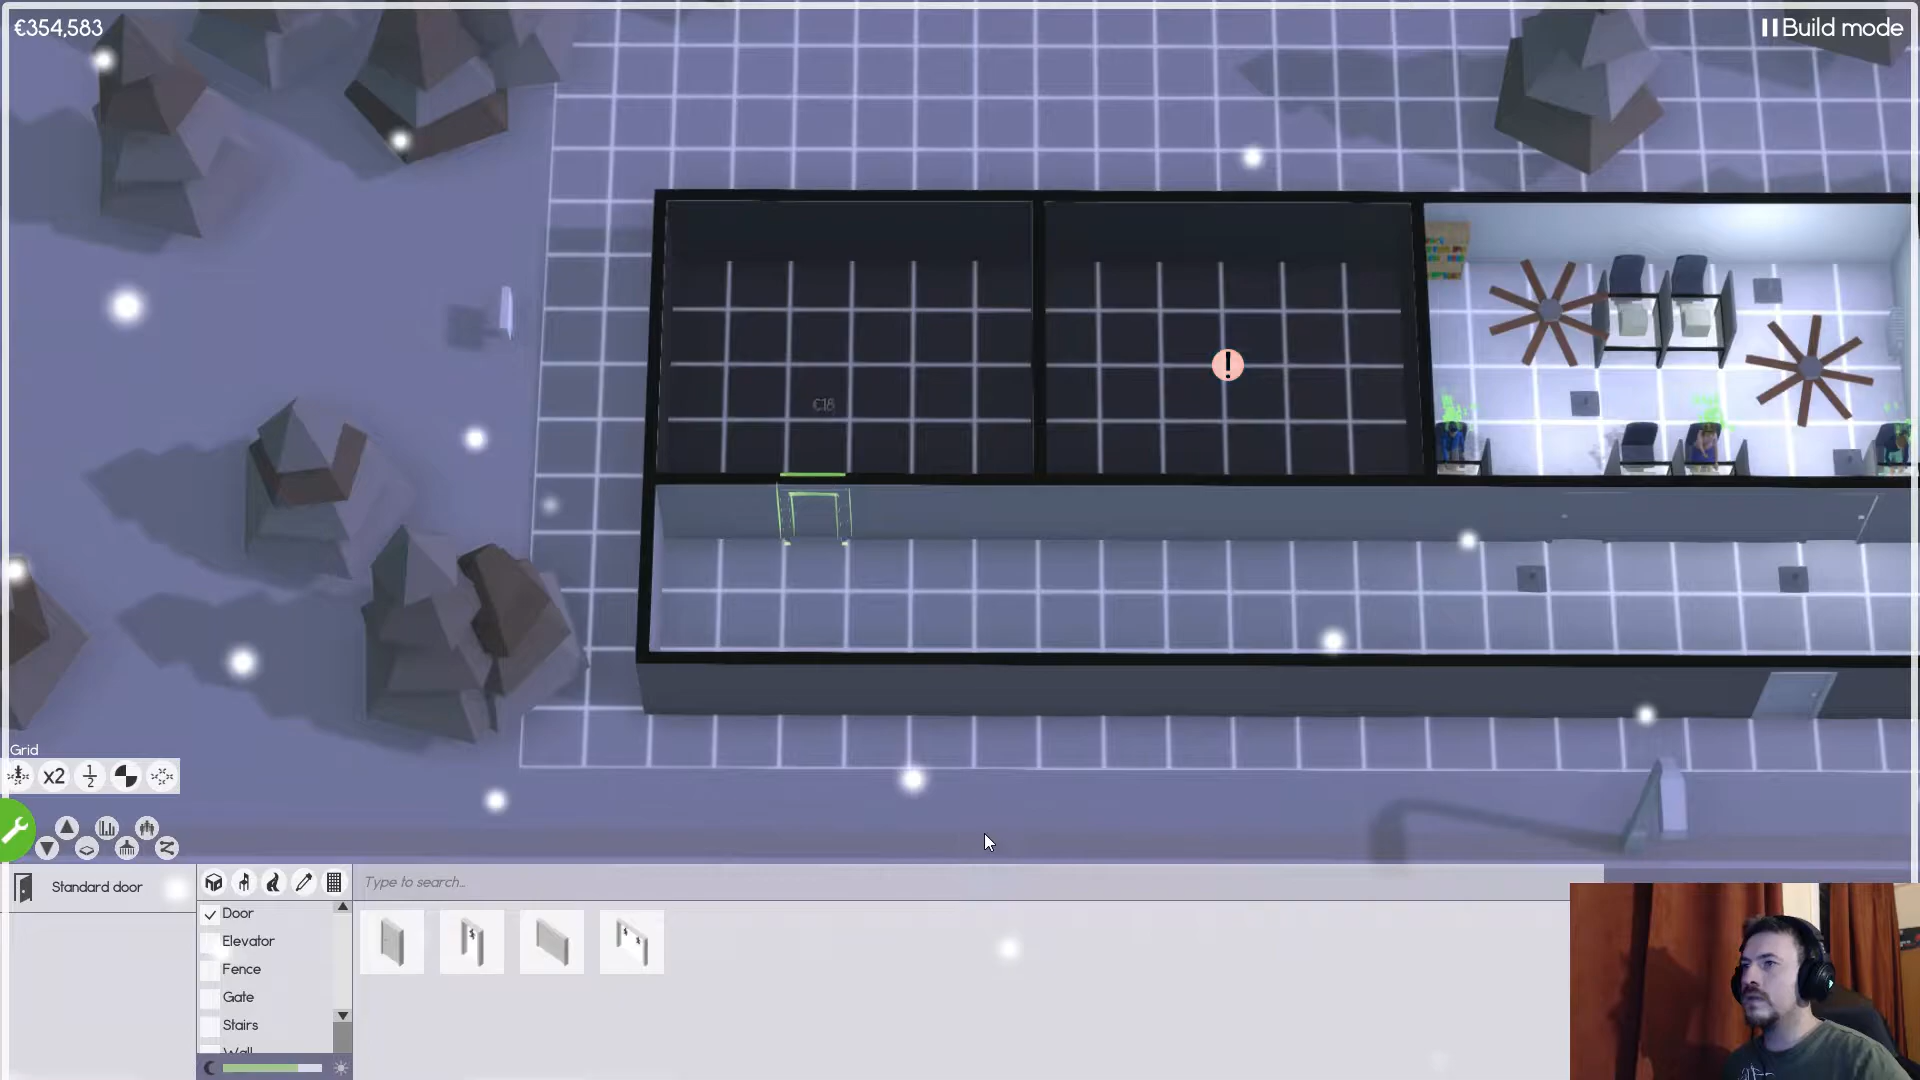 €354,583
Build mode
€18
Grid
x2
1/2
Standard door
Type to search...
Door
Elevator
Fence
Gate
Stairs
Wall